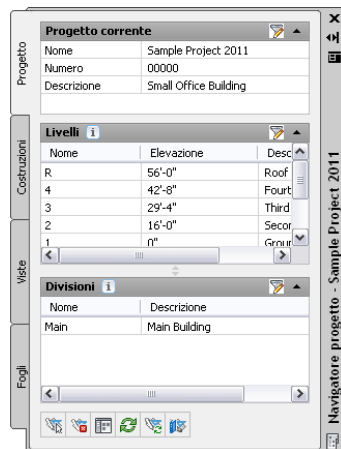 Progetto corrente
Nome Sample Project 2011
Numero 00000
Descrizione Small Office Building
Livelli i
Nome Elevazione Desc
R 56'-0" Roof
4 42'-8" Fourt
3 29'-4" Third
2 16'-0" Secor
1 0" Grour
Divisioni i
Nome Descrizione
Main Main Building
Progetto
Costruzioni
Viste
Fogli
Navigatore progetto - Sample Project 2011